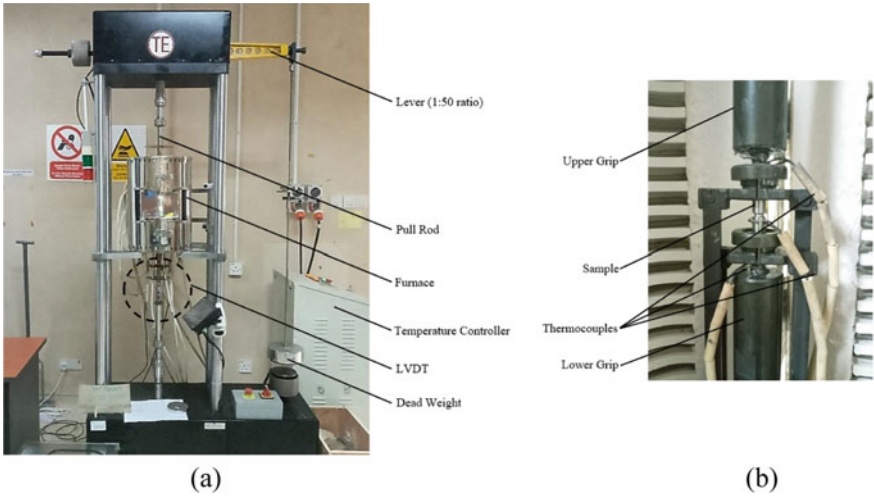 TE
Lever (1:50 ratio)
Pull Rod
Furnace
Temperature Controller
LVDT
Dead Weight
Upper Grip
Sample
Thermocouples
Lower Grip
(a)
(b)